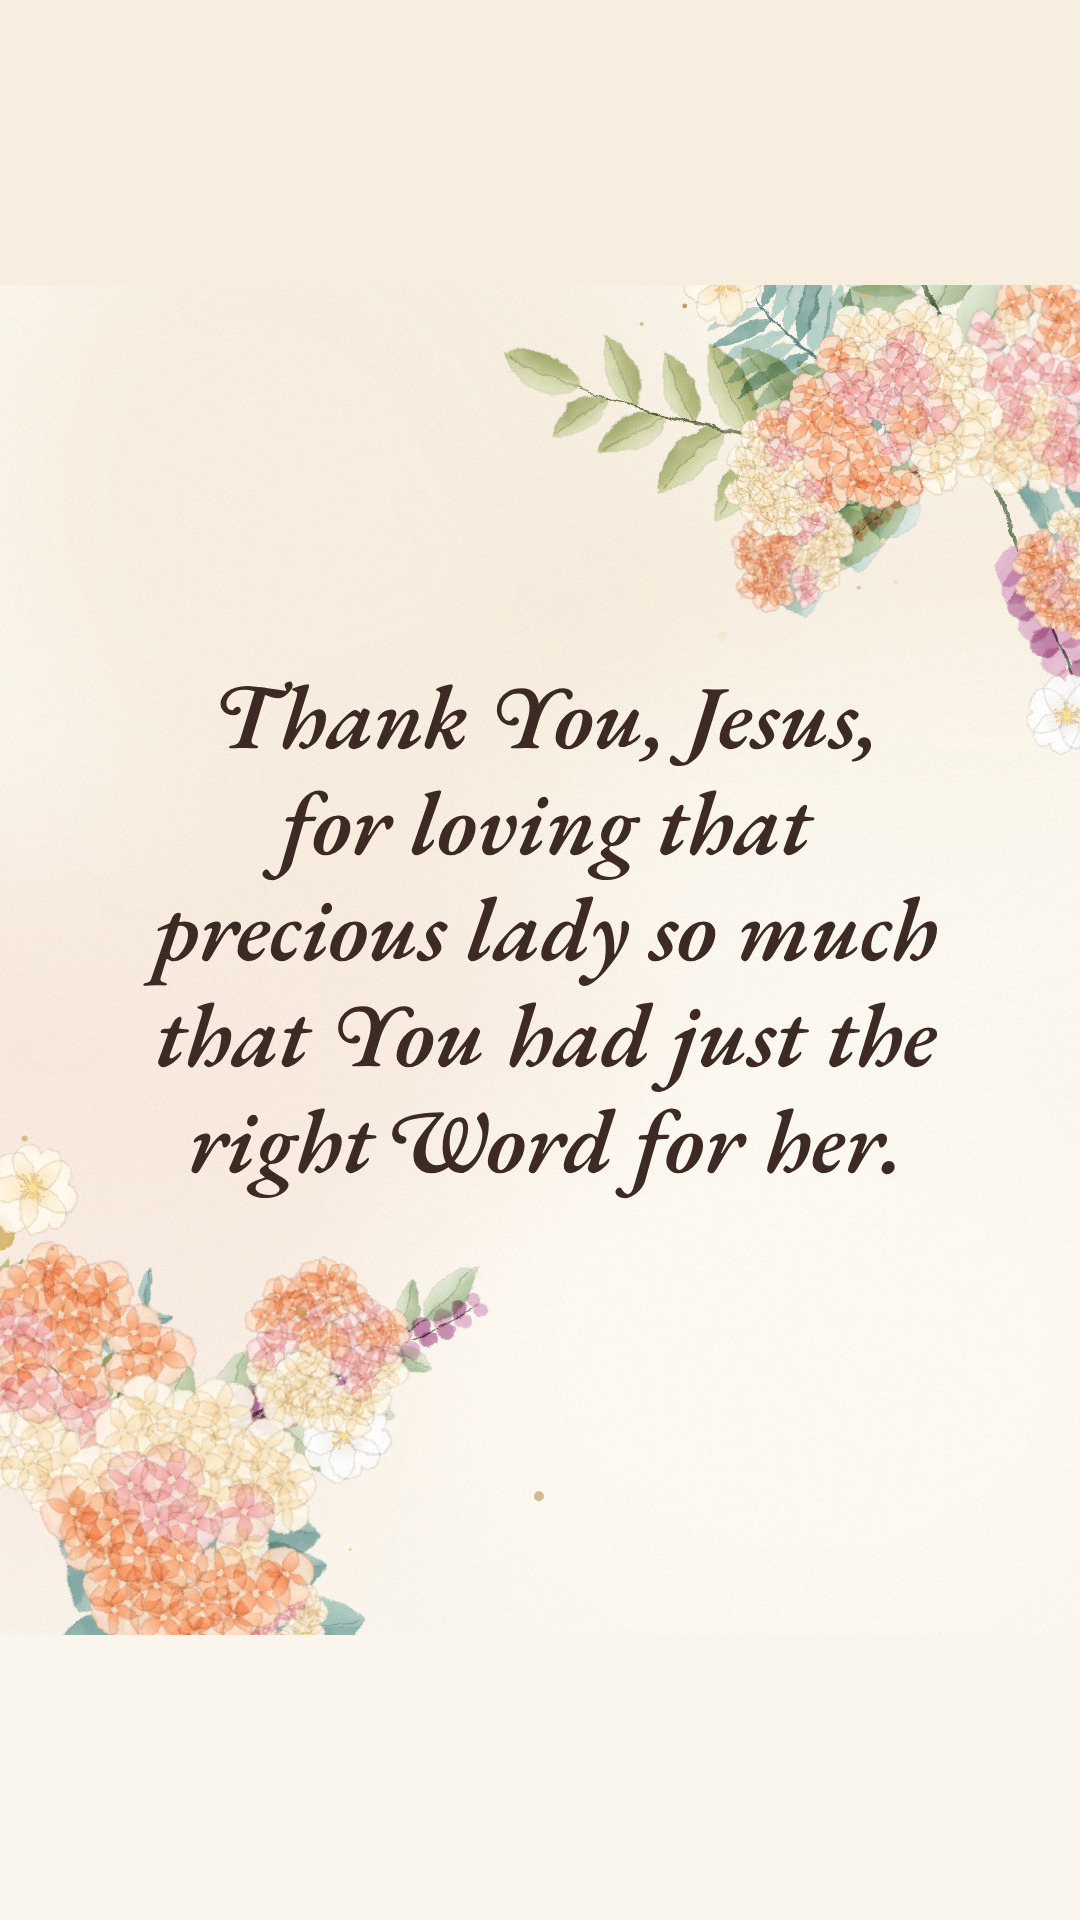 Thank You, Jesus,
for loving that
precious lady so much
that You had just the
right Word for her.